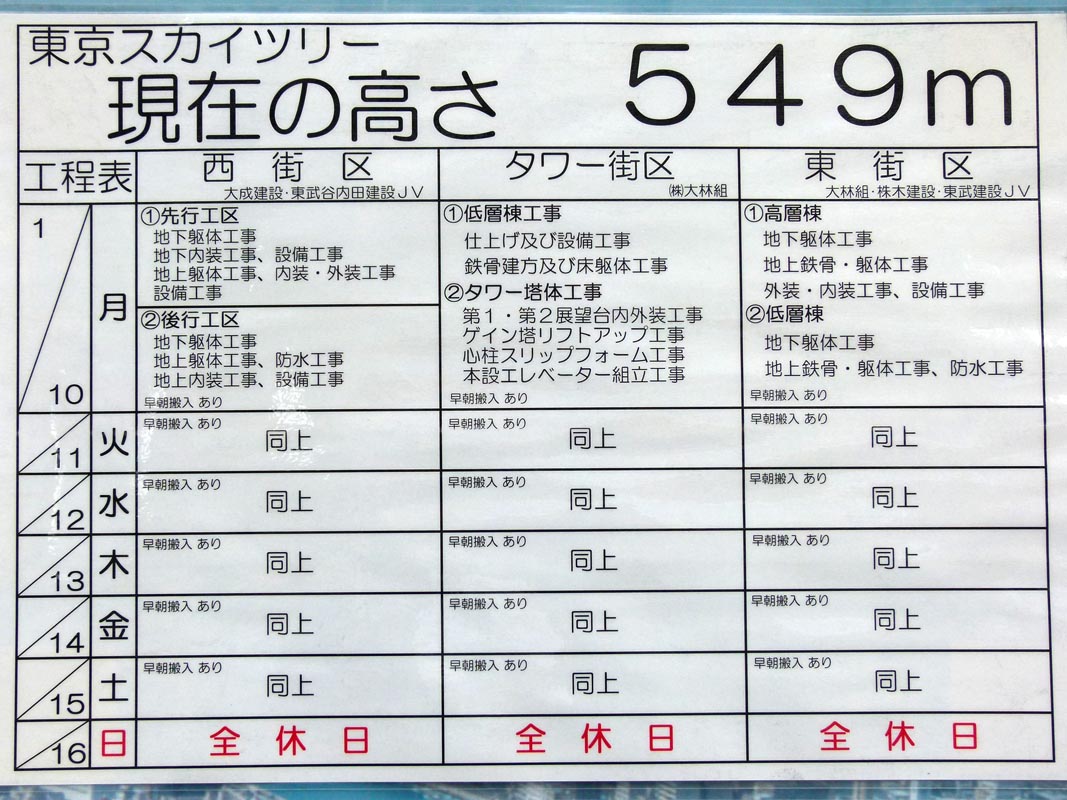 東京スカイツリー
現在の高さ 549m
工程表 西街区 タワー街区 東街区
大成建設・東武谷内田建設JV ㈱大林組 大林組・株木建設・東武建設JV
1
10
月
①先行工区
地下躯体工事
地下内装工事、設備工事
地上躯体工事、内装・外装工事
設備工事
②後行工区
地下躯体工事
地上躯体工事、防水工事
地上内装工事、設備工事
早朝搬入 あり
①低層棟工事
仕上げ及び設備工事
鉄骨建方及び床躯体工事
②タワー塔体工事
第1・第2展望台内外装工事
ゲイン塔リフトアップ工事
心柱スリップフォーム工事
本設エレベーター組立工事
早朝搬入 あり
①高層棟
地下躯体工事
地上鉄骨・躯体工事
外装・内装工事、設備工事
②低層棟
地下躯体工事
地上鉄骨・躯体工事、防水工事
早朝搬入 あり
早朝搬入 あり 早朝搬入 あり 早朝搬入 あり
11 火 同上 同上 同上
早朝搬入 あり 早朝搬入 あり 早朝搬入 あり
12 水 同上 同上 同上
早朝搬入 あり 早朝搬入 あり 早朝搬入 あり
13 木 同上 同上 同上
早朝搬入 あり 早朝搬入 あり 早朝搬入 あり
14 金 同上 同上 同上
早朝搬入 あり 早朝搬入 あり 早朝搬入 あり
15 土 同上 同上 同上
16 日 全休日 全休日 全休日